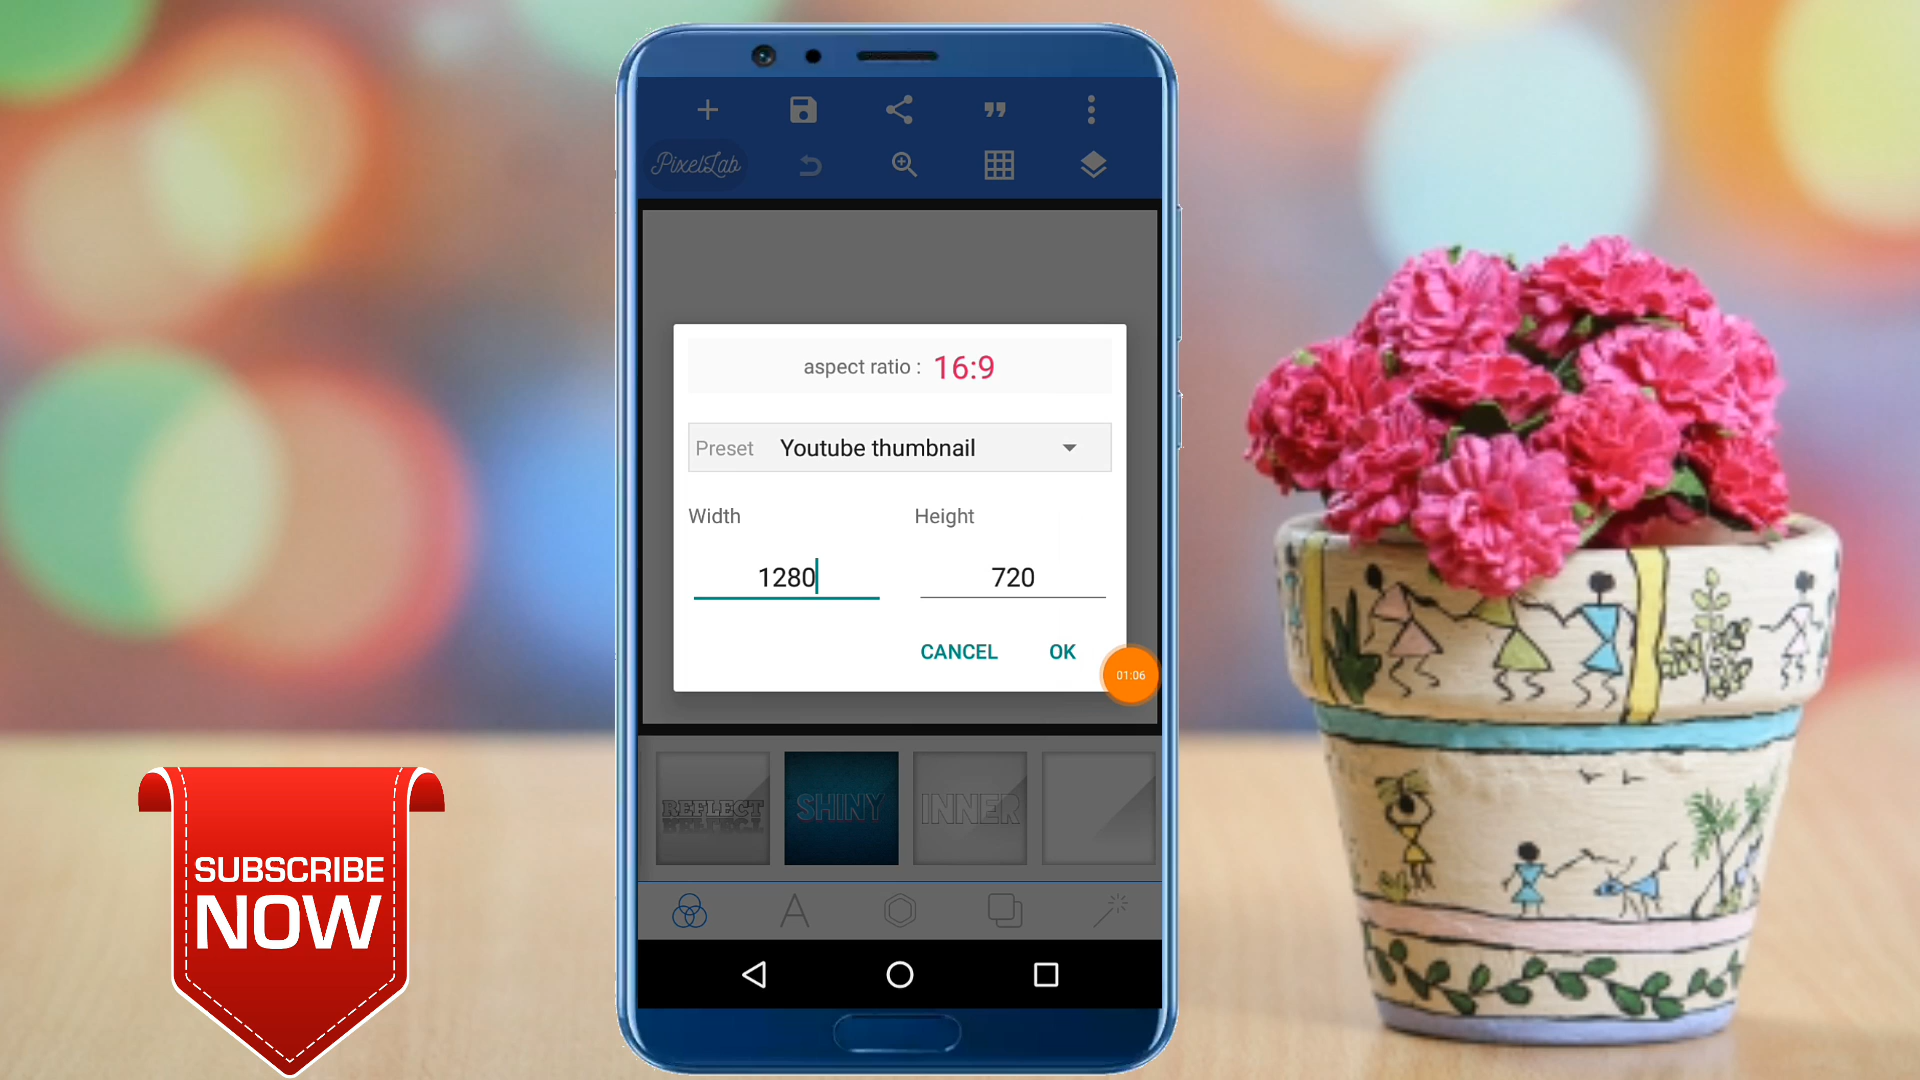 PixelLab
aspect ratio : 16:9
Preset Youtube thumbnail
Width Height
1280 720
CANCEL OK
01:06
REFLECT SHINY INNER
SUBSCRIBE
NOW